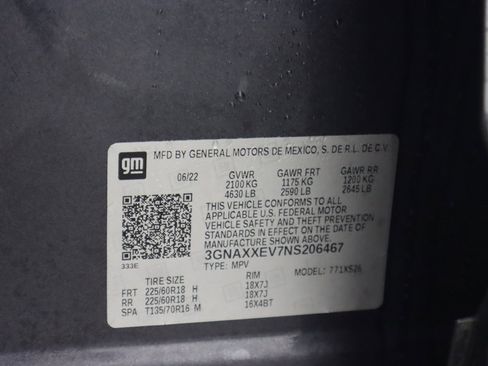 gm
MFD BY GENERAL MOTORS DE MEXICO, S. DE R.L. DE C.V.
06/22 GVWR GAWR FRT GAWR RR
2100 KG 1175 KG 1200 KG
4630 LB 2590 LB 2645 LB
THIS VEHICLE CONFORMS TO ALL
APPLICABLE U.S. FEDERAL MOTOR
VEHICLE SAFETY AND THEFT PREVENTION
STANDARDS IN EFFECT ON THE DATE OF
MANUFACTURE SHOWN ABOVE.
3GNAXXEV7NS206467
333E TYPE: MPV MODEL: 771XS26
TIRE SIZE RIM
FRT 225/60R18 H 18X7J
RR 225/60R18 H 18X7J
SPA T135/70R16 M 16X4BT